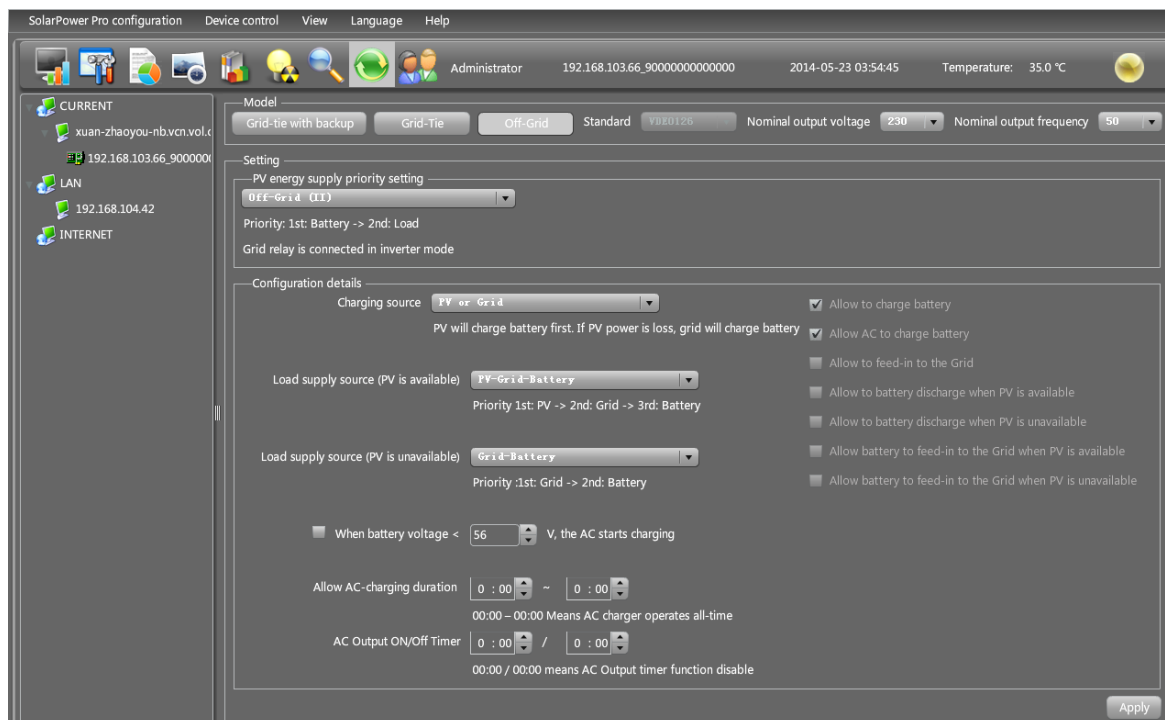 SolarPower Pro configuration Device control View Language Help
Administrator 192.168.103.66_90000000000000 2014-05-23 03:54:45 Temperature: 35.0 ℃
CURRENT
xuan-zhaoyou-nb.vcn.vol.c
192.168.103.66_9000000
LAN
192.168.104.42
INTERNET
Model
Grid-tie with backup Grid-Tie Off-Grid Standard VDE0126 Nominal output voltage 230 Nominal output frequency 50
Setting
PV energy supply priority setting
Off-Grid (II)
Priority: 1st: Battery -> 2nd: Load
Grid relay is connected in inverter mode
Configuration details
Charging source PV or Grid
PV will charge battery first. If PV power is loss, grid will charge battery
Load supply source (PV is available) PV-Grid-Battery
Priority 1st: PV -> 2nd: Grid -> 3rd: Battery
Load supply source (PV is unavailable) Grid-Battery
Priority :1st: Grid -> 2nd: Battery
When battery voltage < 56 V, the AC starts charging
Allow AC-charging duration 0 : 00 ~ 0 : 00
00:00 – 00:00 Means AC charger operates all-time
AC Output ON/Off Timer 0 : 00 / 0 : 00
00:00 / 00:00 means AC Output timer function disable
Allow to charge battery
Allow AC to charge battery
Allow to feed-in to the Grid
Allow to battery discharge when PV is available
Allow to battery discharge when PV is unavailable
Allow battery to feed-in to the Grid when PV is available
Allow battery to feed-in to the Grid when PV is unavailable
Apply